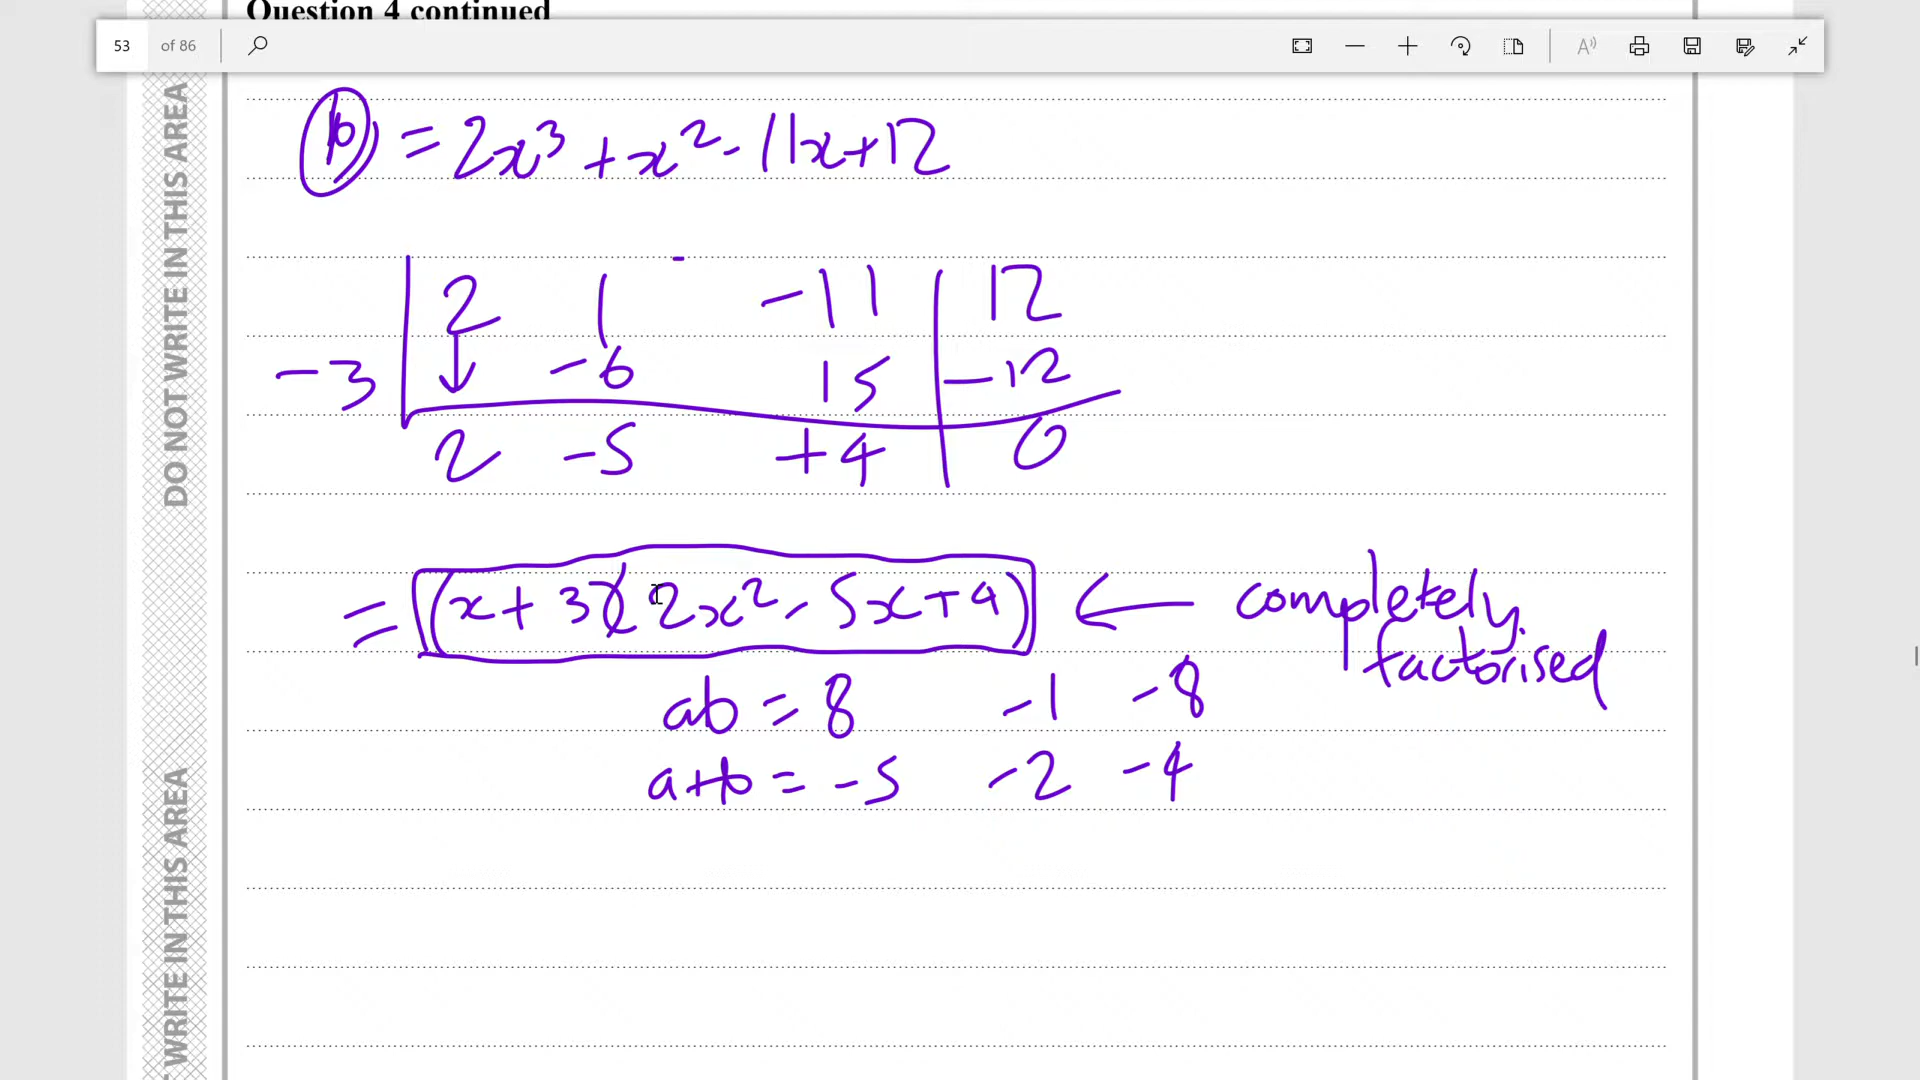 Question 4 continued
53 of 86
DO NOT WRITE IN THIS AREA
WRITE IN THIS AREA
(b) = 2x³ + x² - 11x + 12
2 1 -11 12
-3 -6 15 -12
2 -5 +4 0
= (x + 3)(2x² - 5x + 4) ← completely factorised
ab = 8 -1 -8
a+b = -5 -2 -4